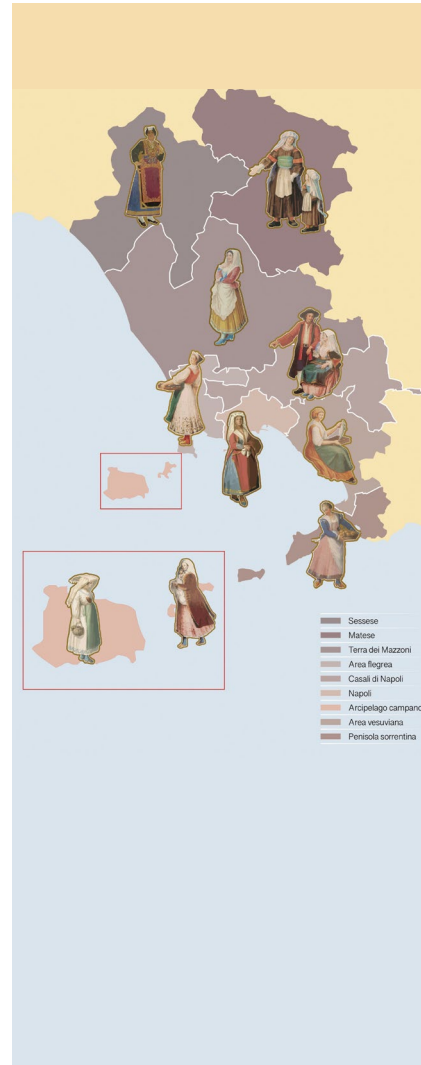 Sessese
Matese
Terra dei Mazzoni
Area flegrea
Casali di Napoli
Napoli
Arcipelago campano
Area vesuviana
Penisola sorrentina